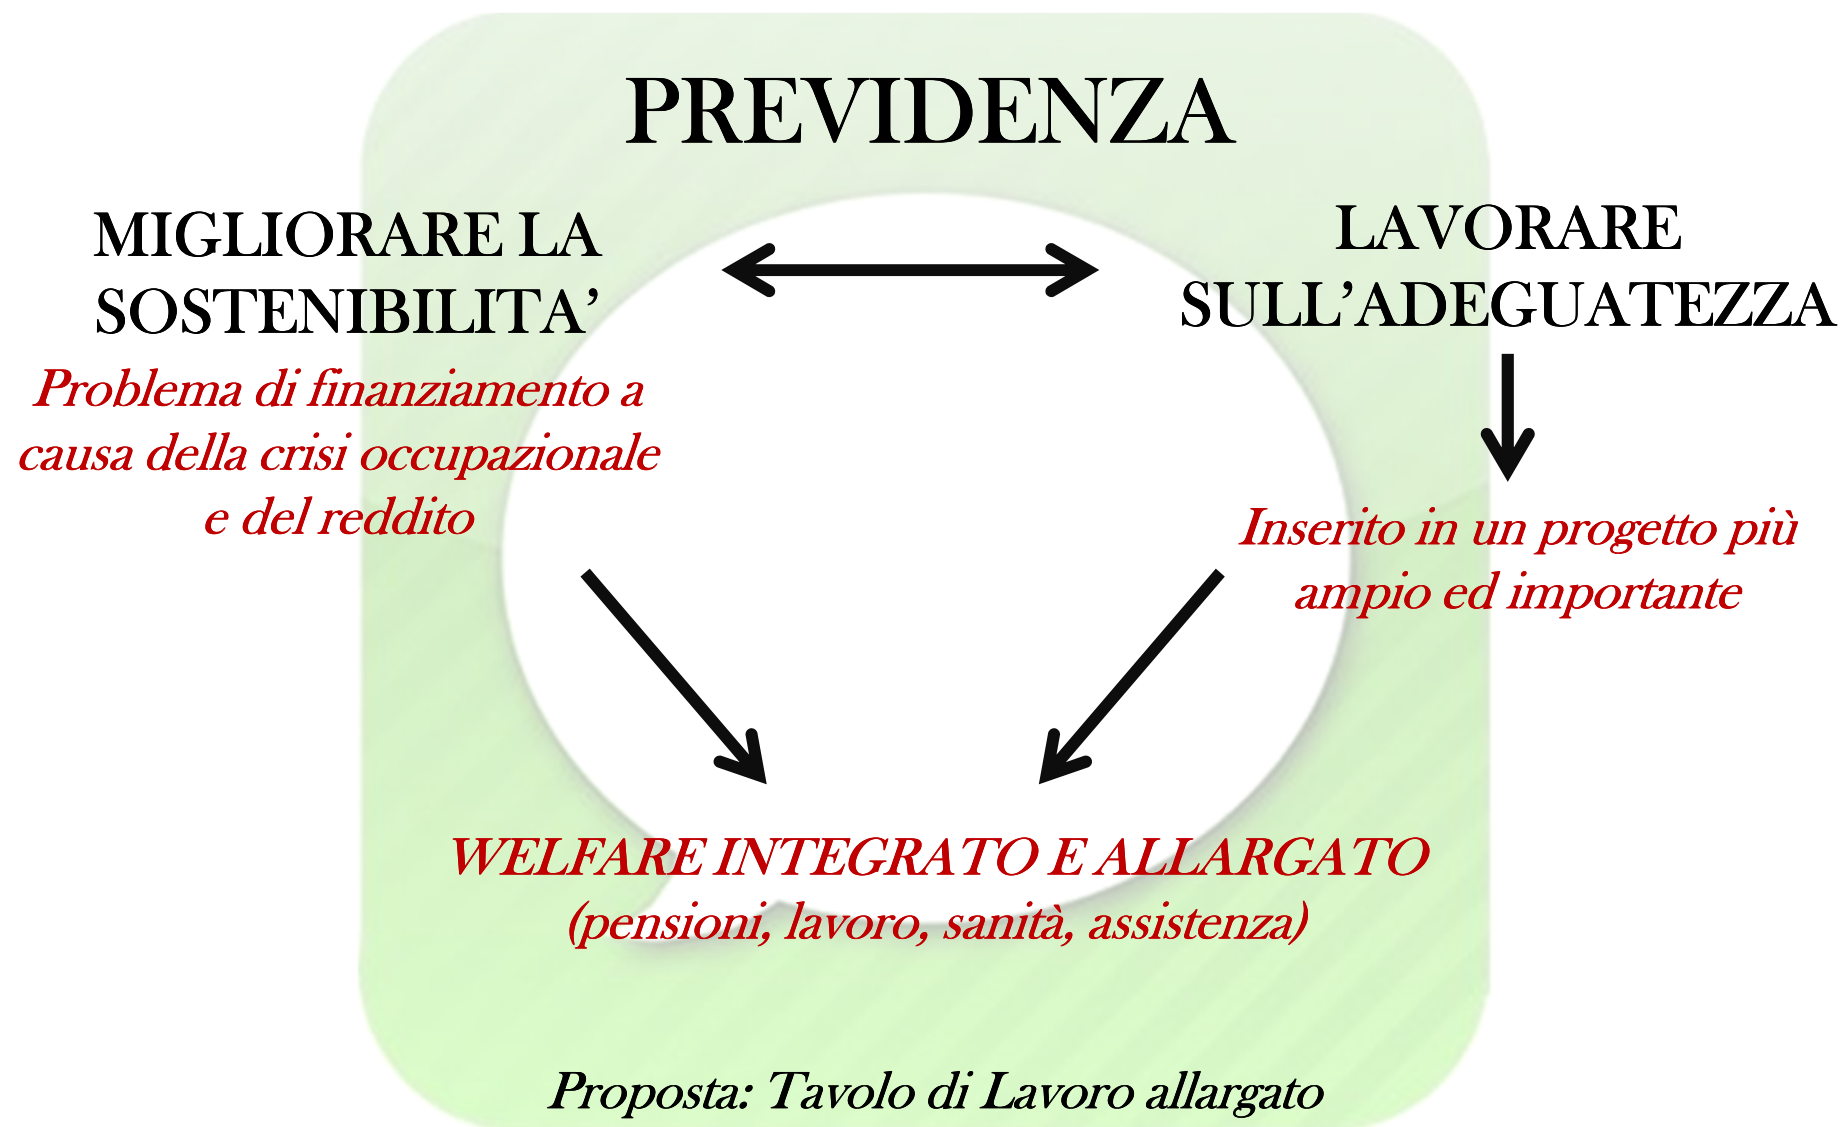 PREVIDENZA
MIGLIORARE LA
SOSTENIBILITA’
Problema di finanziamento a
causa della crisi occupazionale
e del reddito
LAVORARE
SULL’ADEGUATEZZA
Inserito in un progetto più
ampio ed importante
WELFARE INTEGRATO E ALLARGATO
(pensioni, lavoro, sanità, assistenza)
Proposta: Tavolo di Lavoro allargato